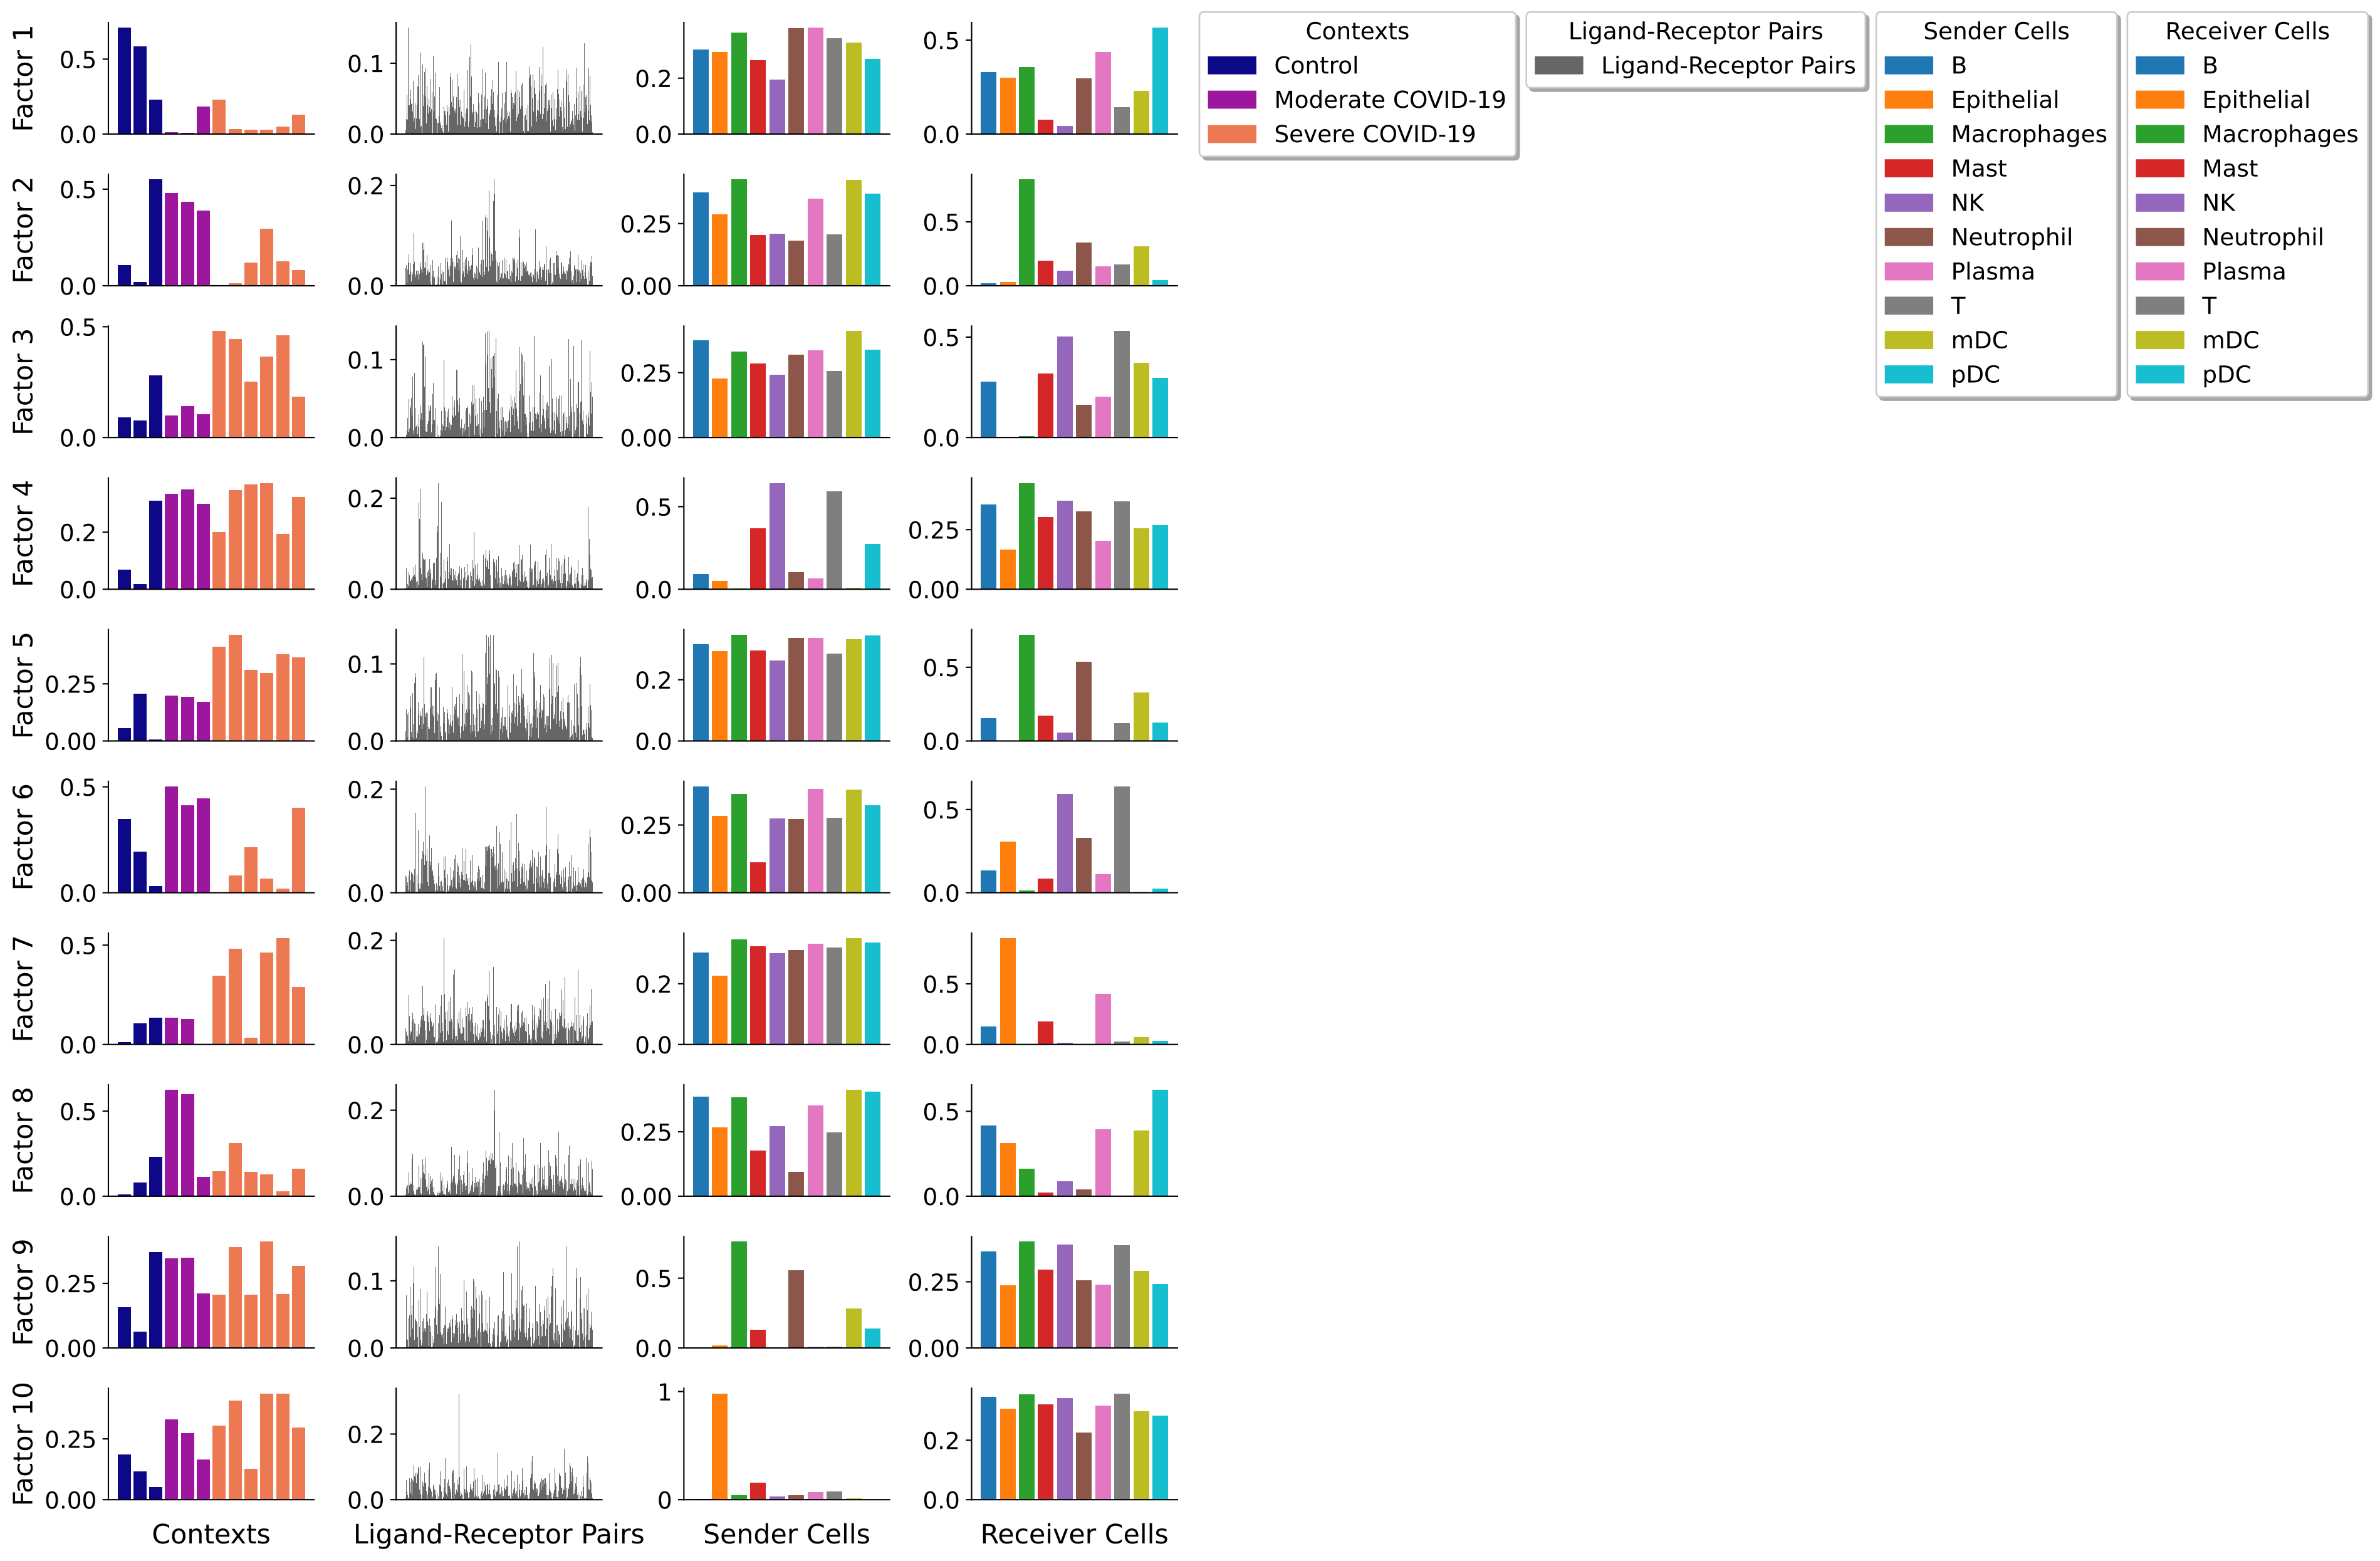 Factor 1
0.5
0.0
0.1
0.0
0.2
0.0
0.5
0.0
Contexts
Control
Moderate COVID-19
Severe COVID-19
Ligand-Receptor Pairs
Ligand-Receptor Pairs
Sender Cells
B
Epithelial
Macrophages
Mast
NK
Neutrophil
Plasma
T
mDC
pDC
Receiver Cells
B
Epithelial
Macrophages
Mast
NK
Neutrophil
Plasma
T
mDC
pDC
Factor 2
0.5
0.0
0.2
0.0
0.25
0.00
0.5
0.0
Factor 3
0.5
0.0
0.1
0.0
0.25
0.00
0.5
0.0
Factor 4
0.2
0.0
0.2
0.0
0.5
0.0
0.25
0.00
Factor 5
0.25
0.00
0.1
0.0
0.2
0.0
0.5
0.0
Factor 6
0.5
0.0
0.2
0.0
0.25
0.00
0.5
0.0
Factor 7
0.5
0.0
0.2
0.0
0.2
0.0
0.5
0.0
Factor 8
0.5
0.0
0.2
0.0
0.25
0.00
0.5
0.0
Factor 9
0.25
0.00
0.1
0.0
0.5
0.0
0.25
0.00
Factor 10
0.25
0.00
0.2
0.0
1
0
0.2
0.0
Contexts
Ligand-Receptor Pairs
Sender Cells
Receiver Cells